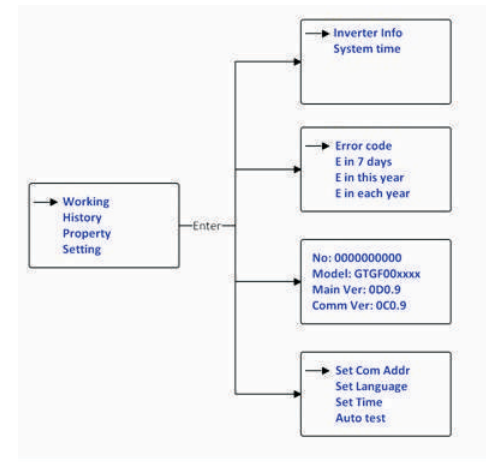 Inverter Info
System time
Error code
E in 7 days
E in this year
E in each year
Working
History
Property
Setting
Enter
No: 0000000000
Model: GTGF00xxxx
Main Ver: 0D0.9
Comm Ver: 0C0.9
Set Com Addr
Set Language
Set Time
Auto test